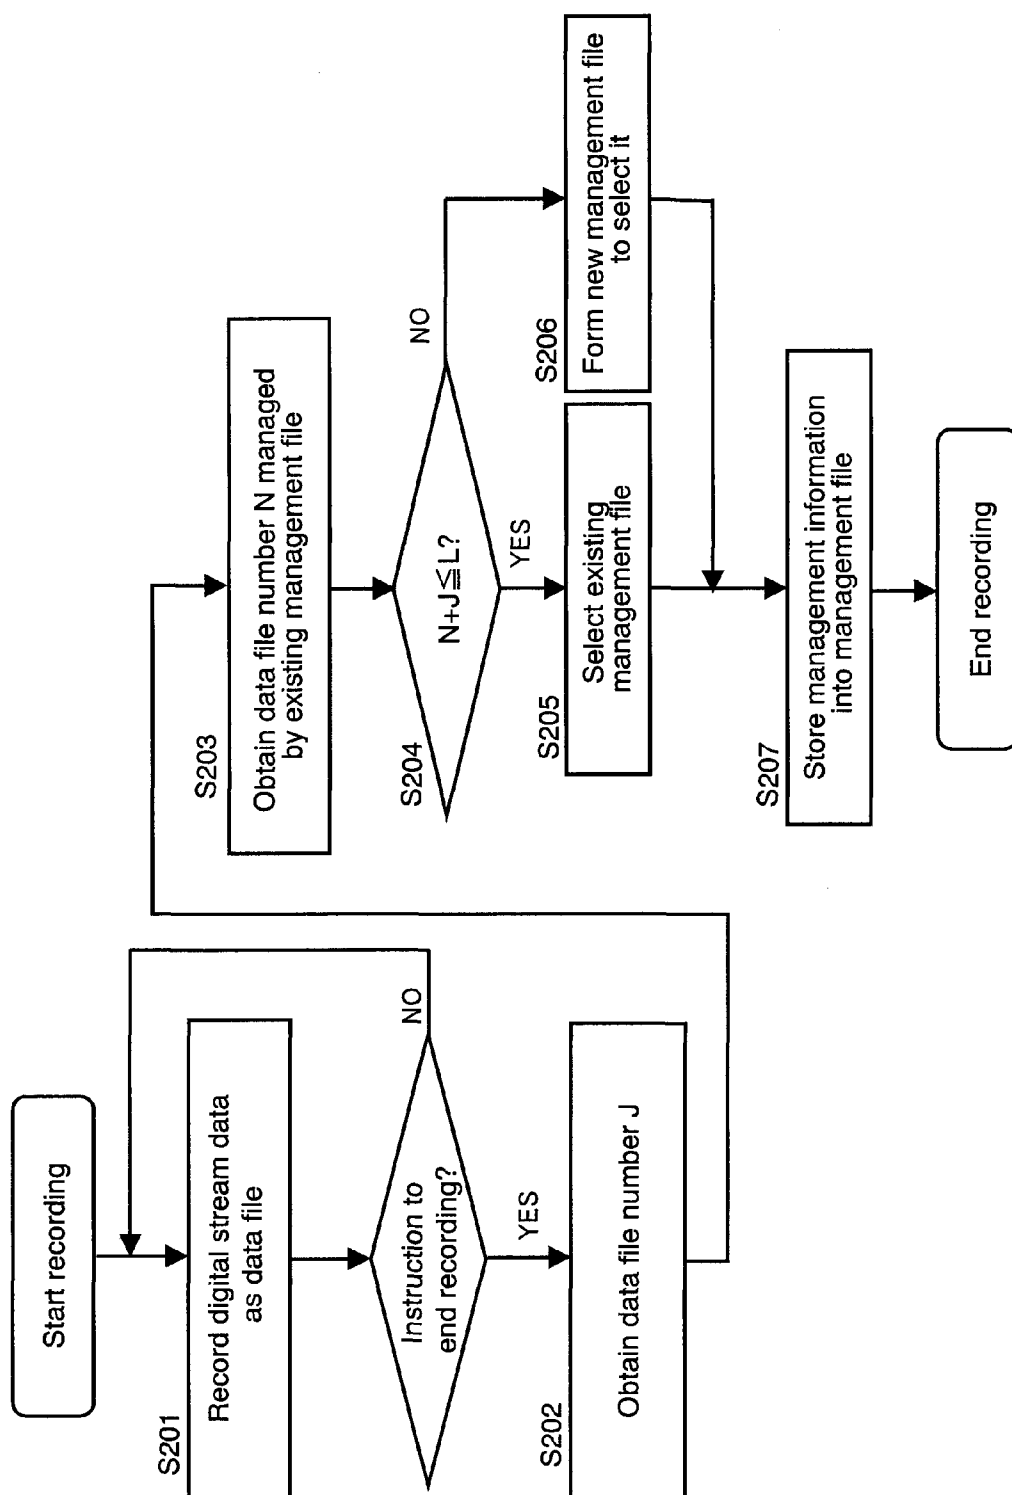 Start recording
S201
Record digital stream data
as data file
Instruction to
end recording?
NO
YES
S202
Obtain data file number J
S203
Obtain data file number N managed
by existing management file
S204
N+J≦L?
NO
YES
S205
Select existing
management file
S206
Form new management file
to select it
S207
Store management information
into management file
End recording